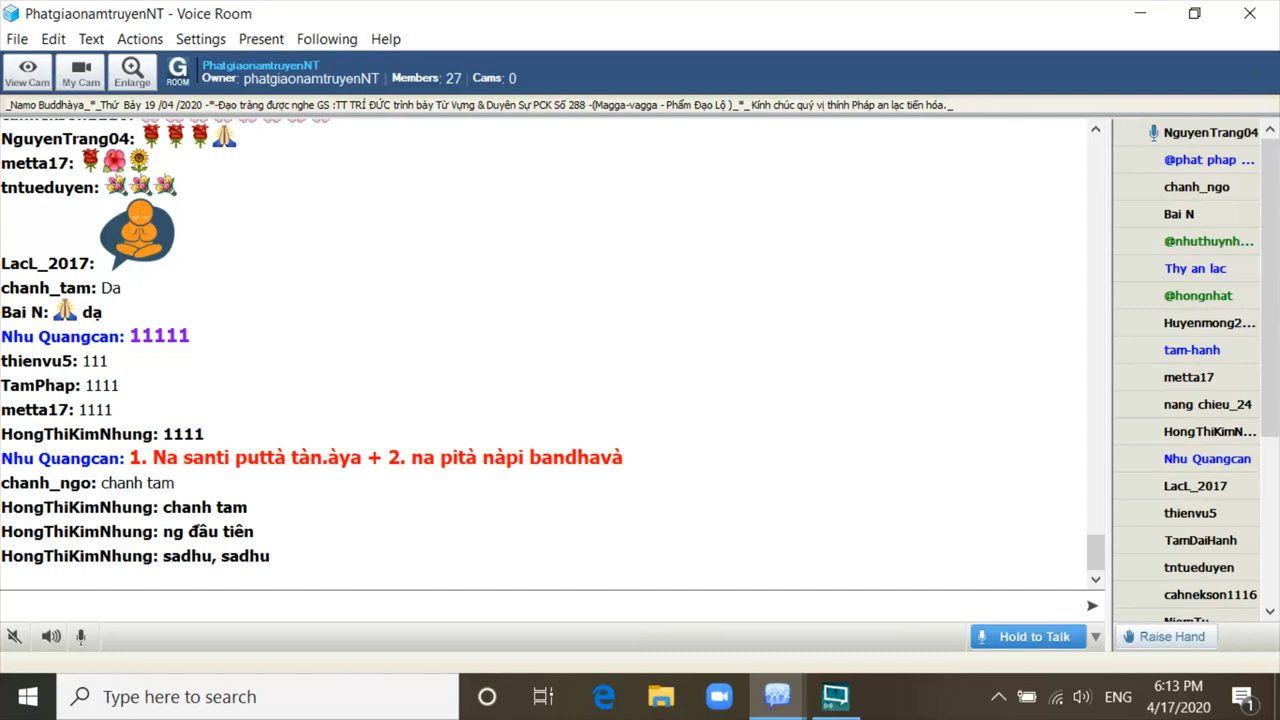 PhatgiaonamtruyenNT - Voice Room
File Edit Text Actions Settings Present Following Help
View Cam My Cam Enlarge G ROOM
PhatgiaonamtruyenNT
Owner: phatgiaonamtruyenNT Members: 27 Cams: 0
_Namo Buddhàya_*_Thứ Bảy 19 /04 /2020 -*-Đạo tràng được nghe GS :TT TRÍ ĐỨC trình bày Từ Vựng & Duyên Sự PCK Số 288 -(Magga-vagga - Phẩm Đạo Lộ )_*_ Kính chúc quý vị thính Pháp an lạc tiến hóa._
NguyenTrang04:
metta17:
tntueduyen:
LacL_2017:
chanh_tam: Da
Bai N: dạ
Nhu Quangcan: 11111
thienvu5: 111
TamPhap: 1111
metta17: 1111
HongThiKimNhung: 1111
Nhu Quangcan: 1. Na santi puttà tàn.àya + 2. na pità nàpi bandhavà
chanh_ngo: chanh tam
HongThiKimNhung: chanh tam
HongThiKimNhung: ng đầu tiên
HongThiKimNhung: sadhu, sadhu
NguyenTrang04
@phat phap ...
chanh_ngo
Bai N
@nhuthuynh...
Thy an lac
@hongnhat
Huyenmong2...
tam-hanh
metta17
nang chieu_24
HongThiKimN...
Nhu Quangcan
LacL_2017
thienvu5
TamDaiHanh
tntueduyen
cahnekson1116
Hold to Talk
Raise Hand
Type here to search
ENG
6:13 PM
4/17/2020
1